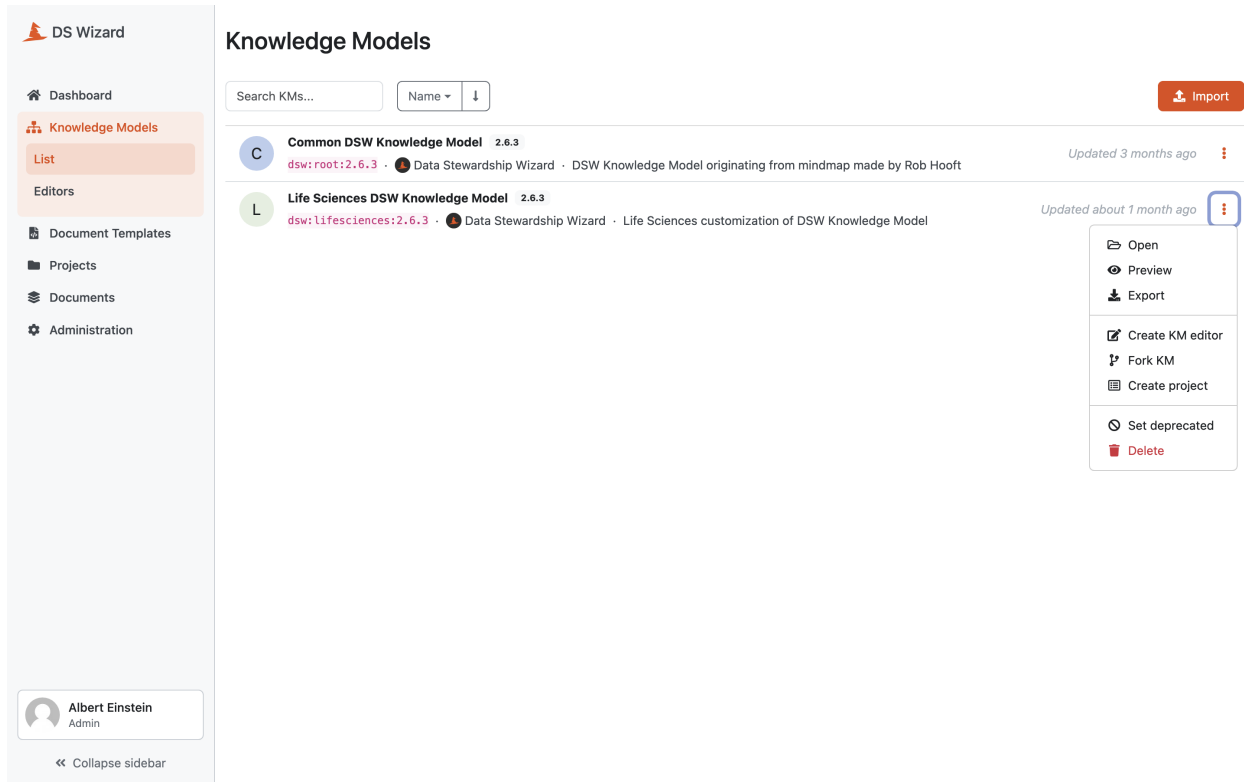 DS Wizard
Dashboard
Knowledge Models
List
Editors
Document Templates
Projects
Documents
Administration
Albert Einstein
Admin
Collapse sidebar
Knowledge Models
Search KMs...
Name
Import
C
Common DSW Knowledge Model 2.6.3
dsw:root:2.6.3 · Data Stewardship Wizard · DSW Knowledge Model originating from mindmap made by Rob Hooft
Updated 3 months ago
L
Life Sciences DSW Knowledge Model 2.6.3
dsw:lifesciences:2.6.3 · Data Stewardship Wizard · Life Sciences customization of DSW Knowledge Model
Updated about 1 month ago
Open
Preview
Export
Create KM editor
Fork KM
Create project
Set deprecated
Delete